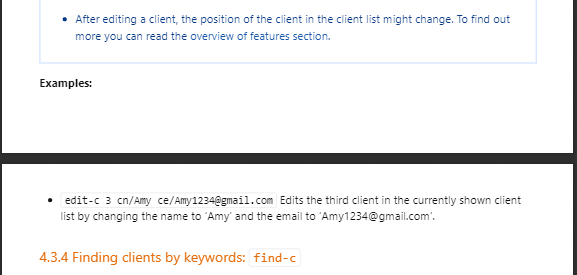 • After editing a client, the position of the client in the client list might change. To find out
more you can read the overview of features section.
Examples:
• edit-c 3 cn/Amy ce/Amy1234@gmail.com Edits the third client in the currently shown client
list by changing the name to 'Amy' and the email to 'Amy1234@gmail.com'.
4.3.4 Finding clients by keywords: find-c